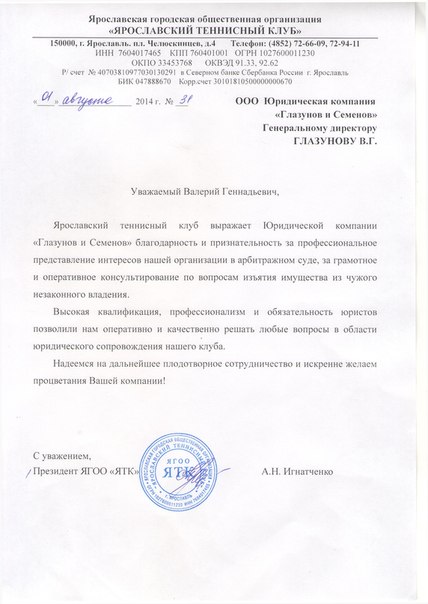 Ярославская городская общественная организация
«ЯРОСЛАВСКИЙ ТЕННИСНЫЙ КЛУБ»
150000, г. Ярославль. пл. Челюскинцев, д.4 Телефон: (4852) 72-66-09, 72-94-11
ИНН 7604017465 КПП 760401001 ОГРН 1027600011230
ОКПО 33453768 ОКВЭД 91.33, 92.62
Р/ счет № 40703810977030130291 в Северном банке Сбербанка России г. Ярославль
БИК 047888670 Корр.счет 30101810500000000670
«01» августа 2014 г. № 31
ООО Юридическая компания
«Глазунов и Семенов»
Генеральному директору
ГЛАЗУНОВУ В.Г.
Уважаемый Валерий Геннадьевич,
Ярославский теннисный клуб выражает Юридической компании
«Глазунов и Семенов» благодарность и признательность за профессиональное
представление интересов нашей организации в арбитражном суде, за грамотное
и оперативное консультирование по вопросам изъятия имущества из чужого
незаконного владения.
Высокая квалификация, профессионализм и обязательность юристов
позволили нам оперативно и качественно решать любые вопросы в области
юридического сопровождения нашего клуба.
Надеемся на дальнейшее плодотворное сотрудничество и искренне желаем
процветания Вашей компании!
С уважением,
Президент ЯГОО «ЯТК»
А.Н. Игнатченко
ЯГОО
ЯТК
г. ЯРОСЛАВЛЬ